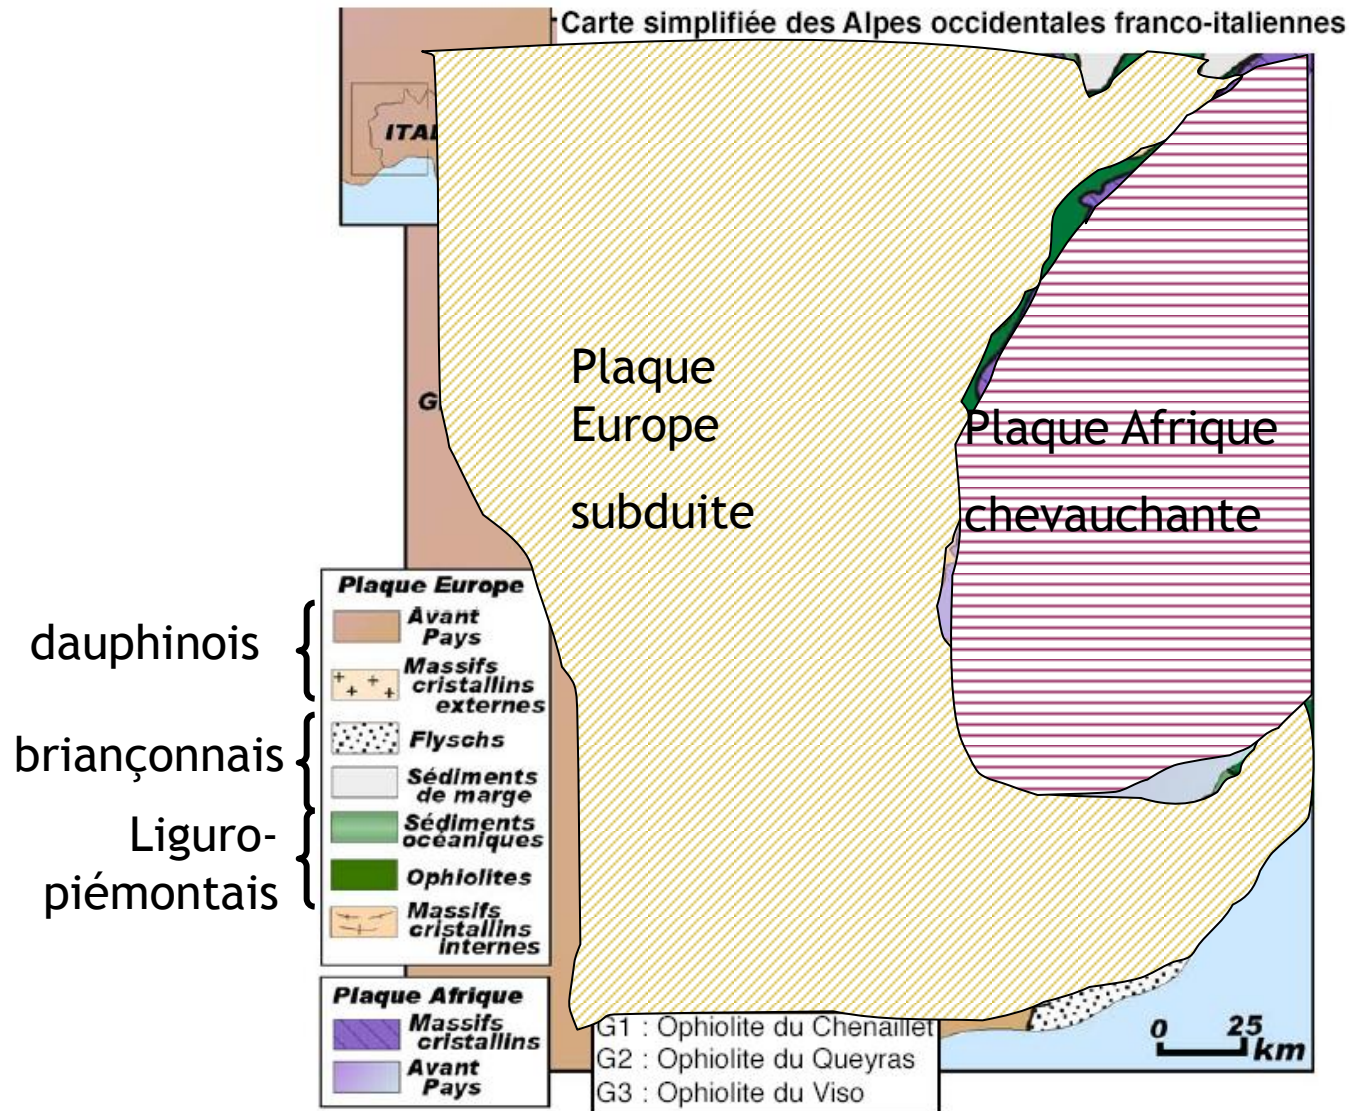 Carte simplifiée des Alpes occidentales franco-italiennes
Plaque
Europe
subduite
Plaque Afrique
chevauchante
dauphinois
briançonnais
Liguro-
piémontais
Plaque Europe
Avant
Pays
Massifs
cristallins
externes
Flyschs
Sédiments
de marge
Sédiments
océaniques
Ophiolites
Massifs
cristallins
internes
Plaque Afrique
Massifs
cristallins
Avant
Pays
G1 : Ophiolite du Chenaillet
G2 : Ophiolite du Queyras
G3 : Ophiolite du Viso
0 25
km